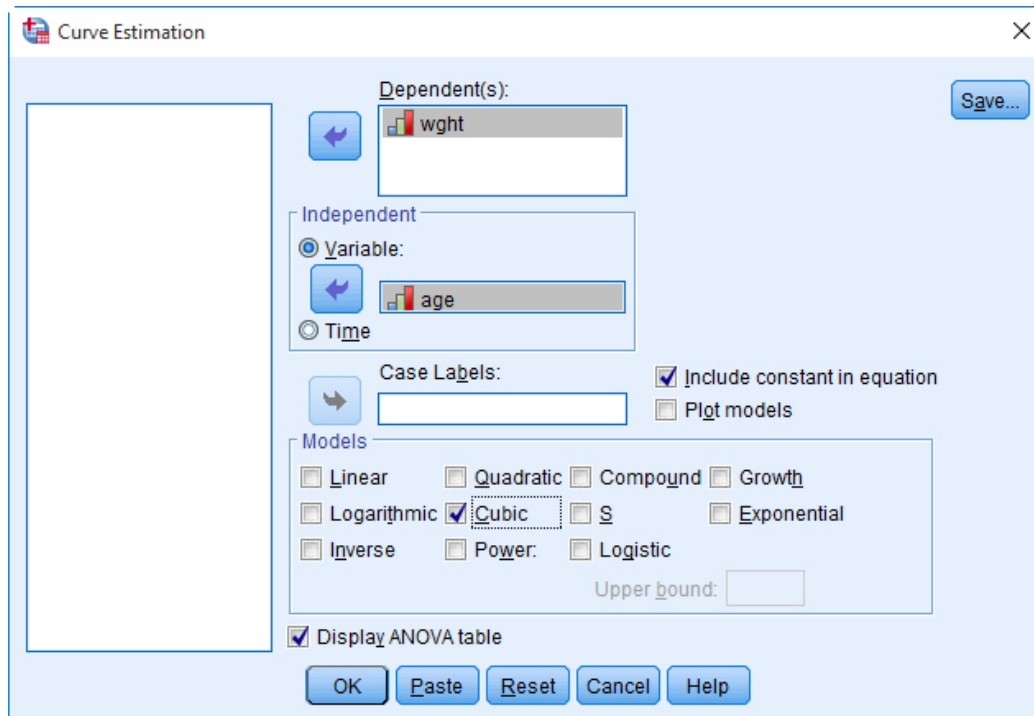 Curve Estimation
Dependent(s):
wght
Save...
Independent
Variable:
age
Time
Case Labels:
Include constant in equation
Plot models
Models
Linear Quadratic Compound Growth
Logarithmic Cubic S Exponential
Inverse Power: Logistic
Upper bound:
Display ANOVA table
OK Paste Reset Cancel Help